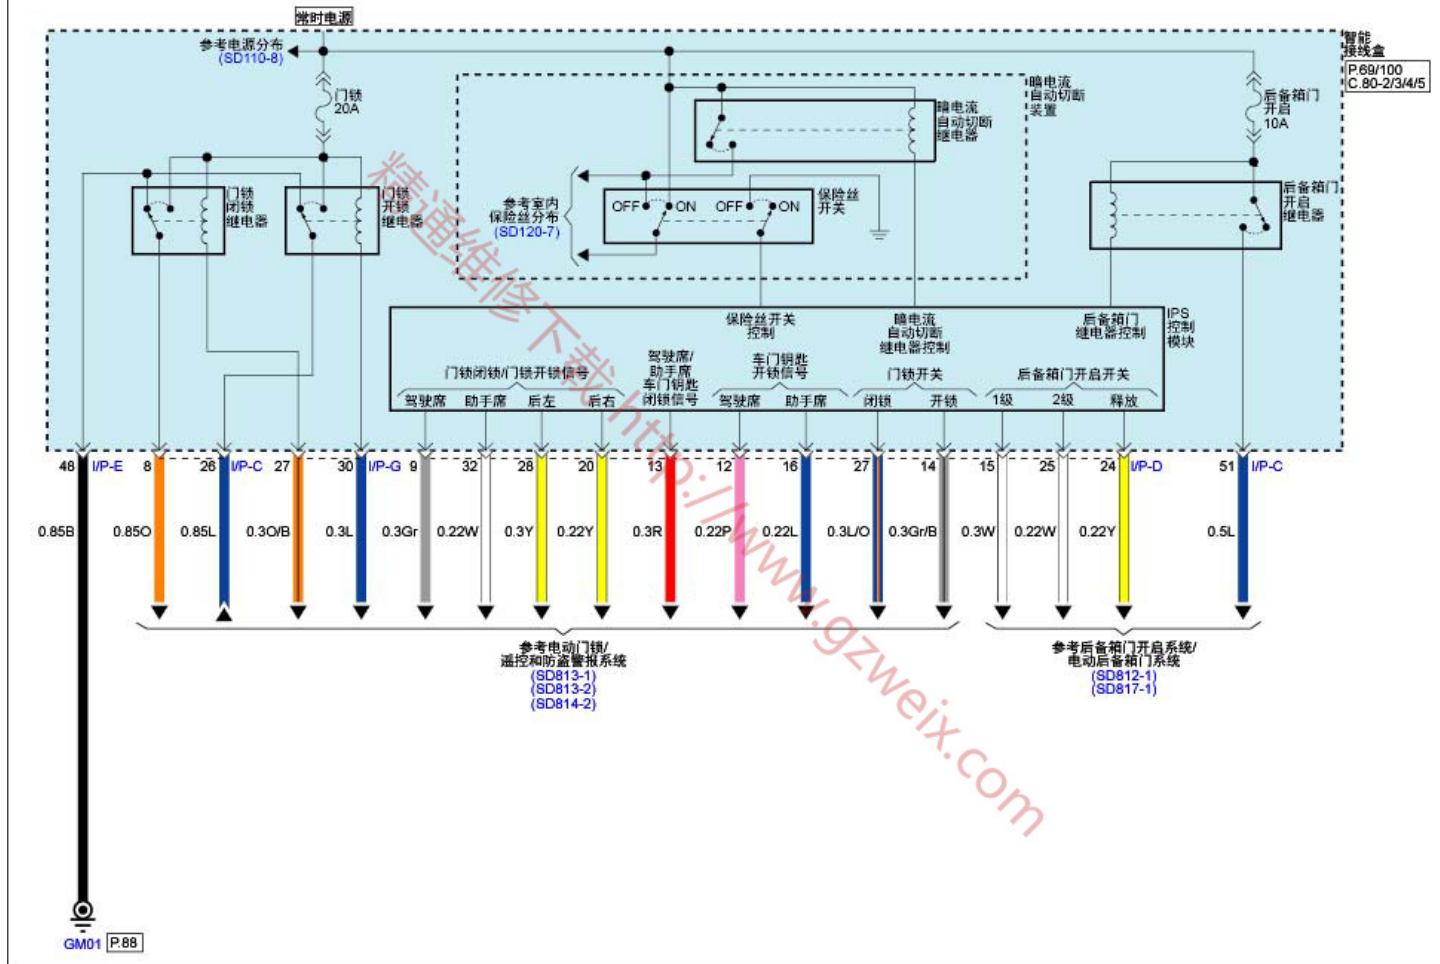 常时电源
参考电源分布
(SD110-8)
智能
接线盒
P.69/100
C.80-2/3/4/5
门锁
20A
暗电流
自动切断
装置
暗电流
自动切断
继电器
后备箱门
开启
10A
门锁
闭锁
继电器
门锁
开锁
继电器
参考室内
保险丝分布
(SD120-7)
OFF
ON
OFF
ON
保险丝
开关
后备箱门
开启
继电器
保险丝开关
控制
暗电流
自动切断
继电器控制
后备箱门
继电器控制
IPS
控制
模块
门锁闭锁/门锁开锁信号
驾驶席/
助手席
车门钥匙
闭锁信号
车门钥匙
开锁信号
门锁开关
后备箱门开启开关
驾驶席
助手席
后左
后右
驾驶席
助手席
闭锁
开锁
1级
2级
释放
48 I/P-E
8
26 I/P-C
27
30 I/P-G
9
32
28
20
13
12
16
27
14
15
25
24 I/P-D
51 I/P-C
0.85B
0.85O
0.85L
0.3O/B
0.3L
0.3Gr
0.22W
0.3Y
0.22Y
0.3R
0.22P
0.22L
0.3L/O
0.3Gr/B
0.3W
0.22W
0.22Y
0.5L
参考电动门锁/
遥控和防盗警报系统
(SD813-1)
(SD813-2)
(SD814-2)
参考后备箱门开启系统/
电动后备箱门系统
(SD812-1)
(SD817-1)
GM01 P.88
精通维修下载 http://www.gzweix.com